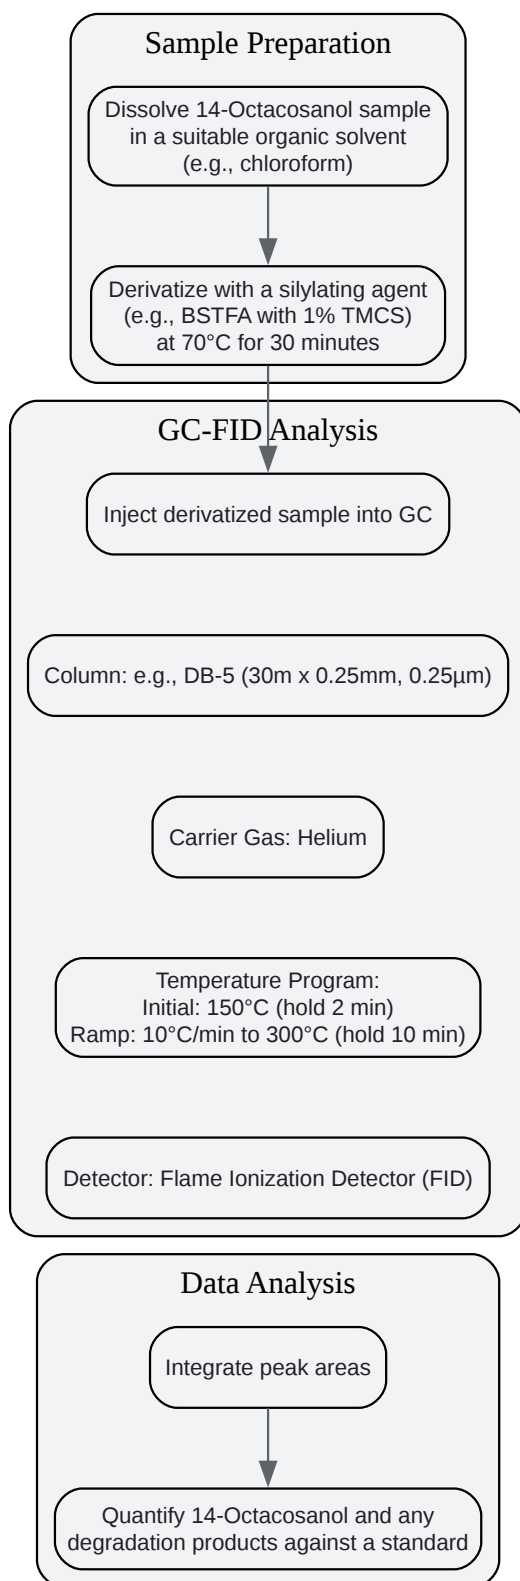 Sample Preparation
Dissolve 14-Octacosanol sample
in a suitable organic solvent
(e.g., chloroform)
Derivatize with a silylating agent
(e.g., BSTFA with 1% TMCS)
at 70°C for 30 minutes
GC-FID Analysis
Inject derivatized sample into GC
Column: e.g., DB-5 (30m x 0.25mm, 0.25µm)
Carrier Gas: Helium
Temperature Program:
Initial: 150°C (hold 2 min)
Ramp: 10°C/min to 300°C (hold 10 min)
Detector: Flame Ionization Detector (FID)
Data Analysis
Integrate peak areas
Quantify 14-Octacosanol and any
degradation products against a standard